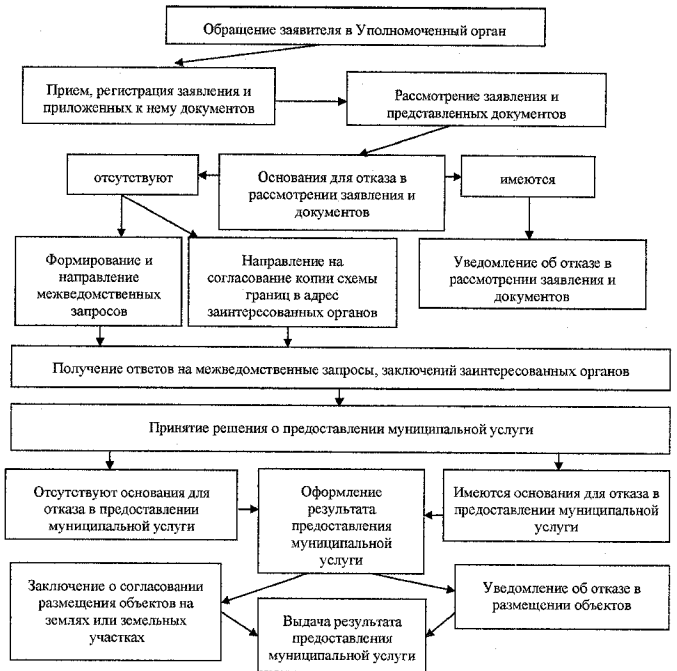 Обращение заявителя в Уполномоченный орган
Прием, регистрация заявления и
приложенных к нему документов
Рассмотрение заявления и
представленных документов
отсутствуют
Основания для отказа в
рассмотрении заявления и
документов
имеются
Формирование и
направление
межведомственных
запросов
Направление на
согласование копии схемы
границ в адрес
заинтересованных органов
Уведомление об отказе в
рассмотрении заявления и
документов
Получение ответов на межведомственные запросы, заключений заинтересованных органов
Принятие решения о предоставлении муниципальной услуги
Отсутствуют основания для
отказа в предоставлении
муниципальной услуги
Оформление
результата
предоставления
муниципальной
услуги
Имеются основания для отказа в
предоставлении муниципальной
услуги
Заключение о согласовании
размещения объектов на
землях или земельных
участках
Выдача результата
предоставления
муниципальной услуги
Уведомление об отказе в
размещении объектов